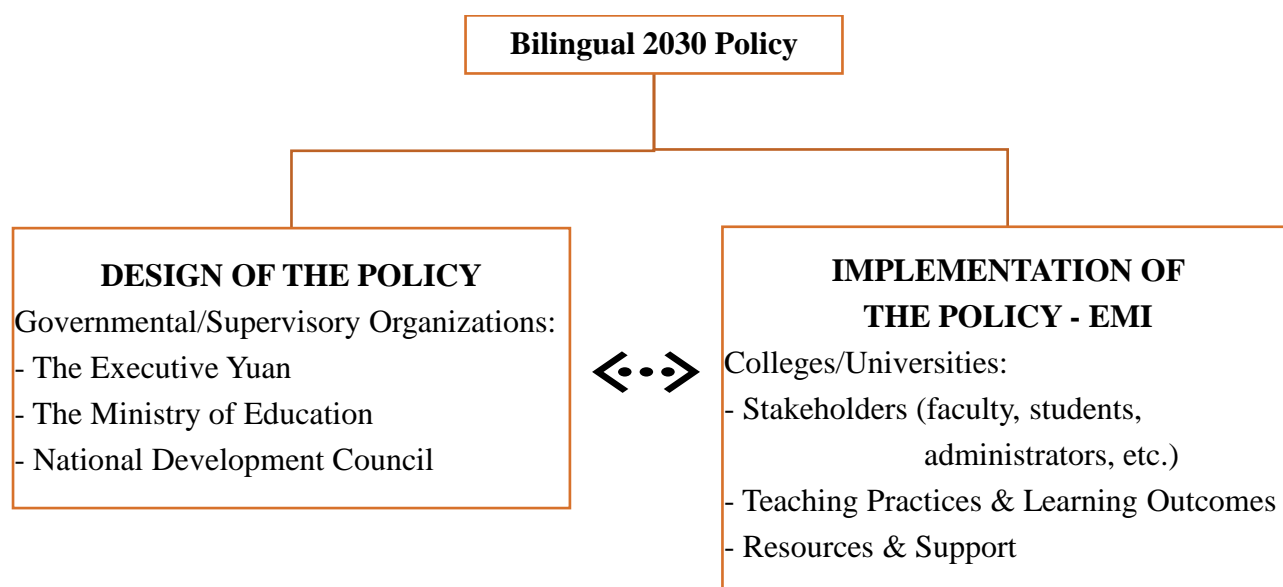 Bilingual 2030 Policy
DESIGN OF THE POLICY
Governmental/Supervisory Organizations:
- The Executive Yuan
- The Ministry of Education
- National Development Council
IMPLEMENTATION OF
THE POLICY - EMI
Colleges/Universities:
- Stakeholders (faculty, students,
administrators, etc.)
- Teaching Practices & Learning Outcomes
- Resources & Support